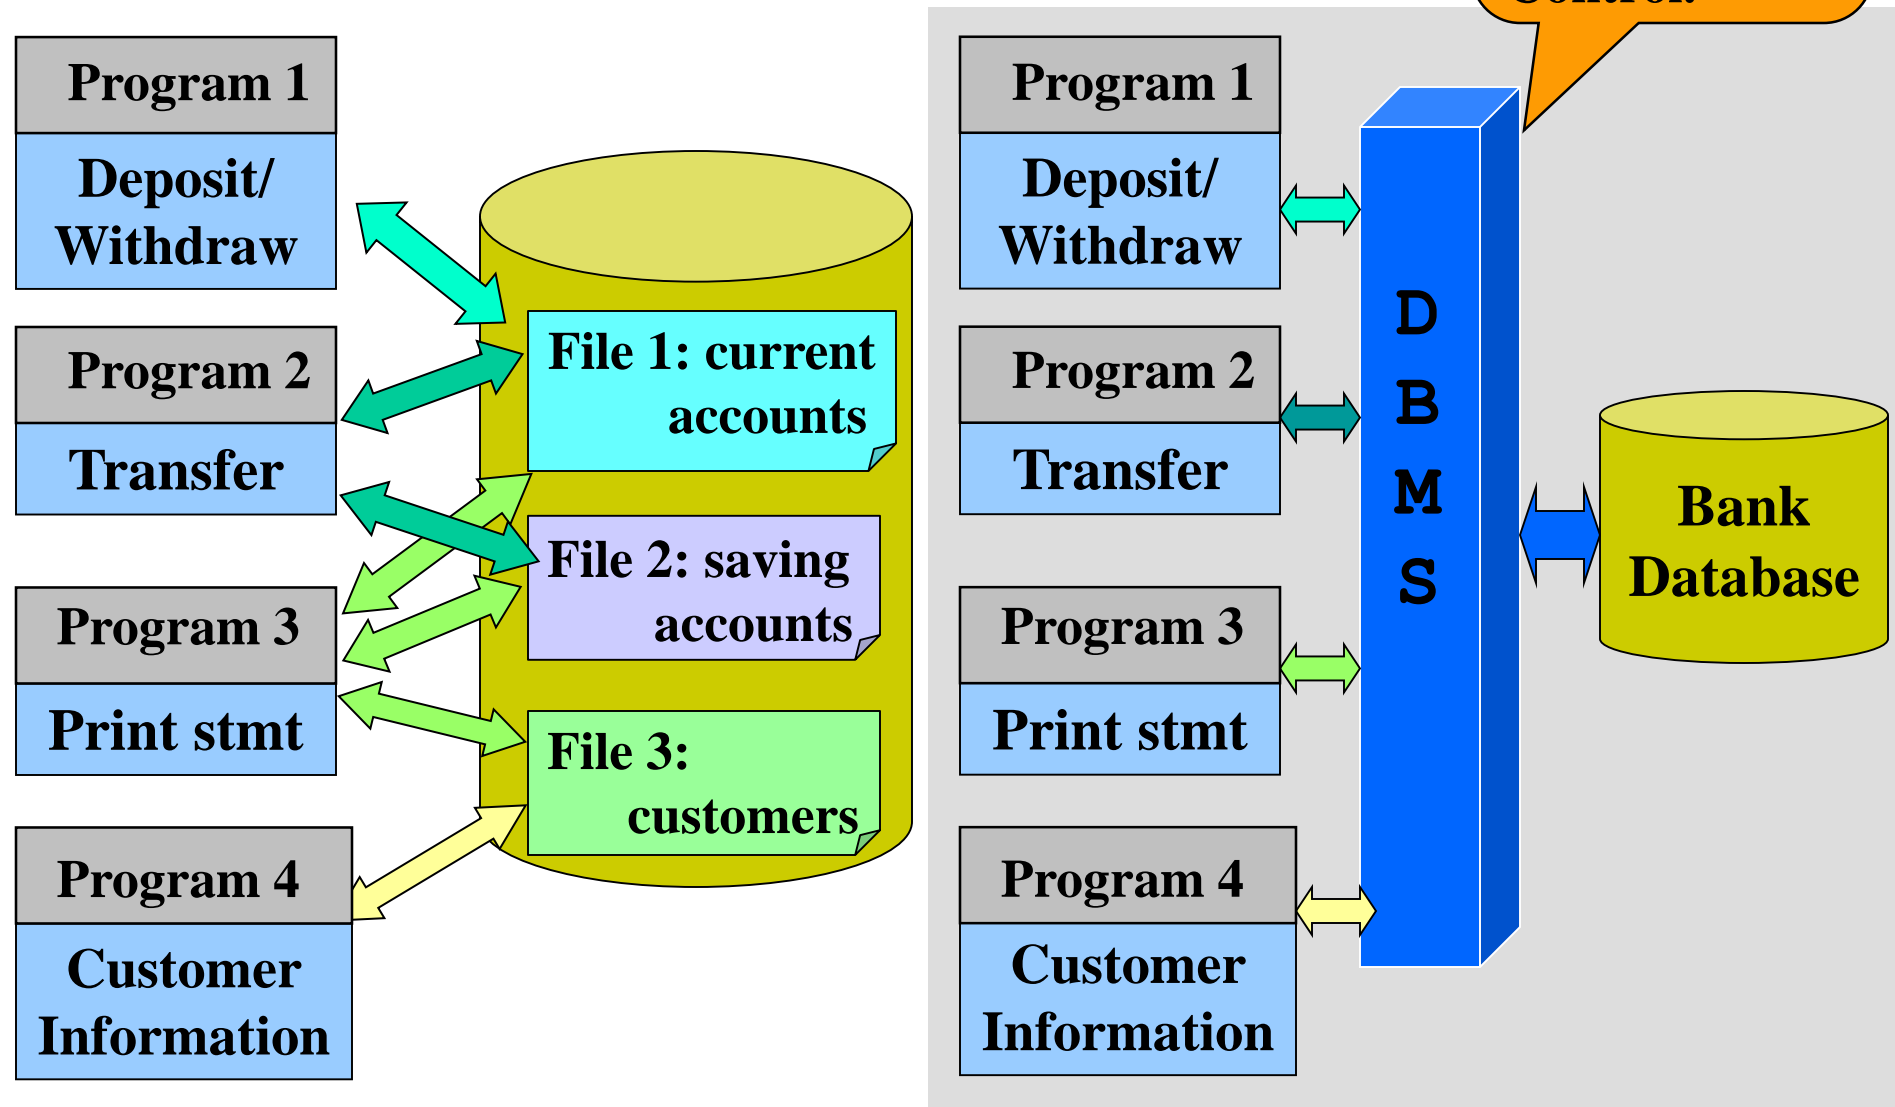 Program 1
Deposit/
Withdraw
Program 2
Transfer
Program 3
Print stmt
Program 4
Customer
Information
File 1: current
accounts
File 2: saving
accounts
File 3:
customers
Program 1
Deposit/
Withdraw
Program 2
Transfer
Program 3
Print stmt
Program 4
Customer
Information
D
B
M
S
Bank
Database